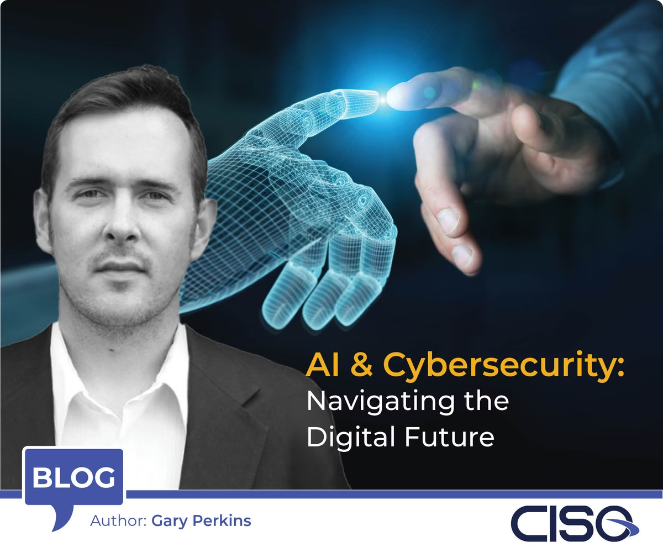 AI & Cybersecurity:
Navigating the
Digital Future
BLOG
Author: Gary Perkins
CISO